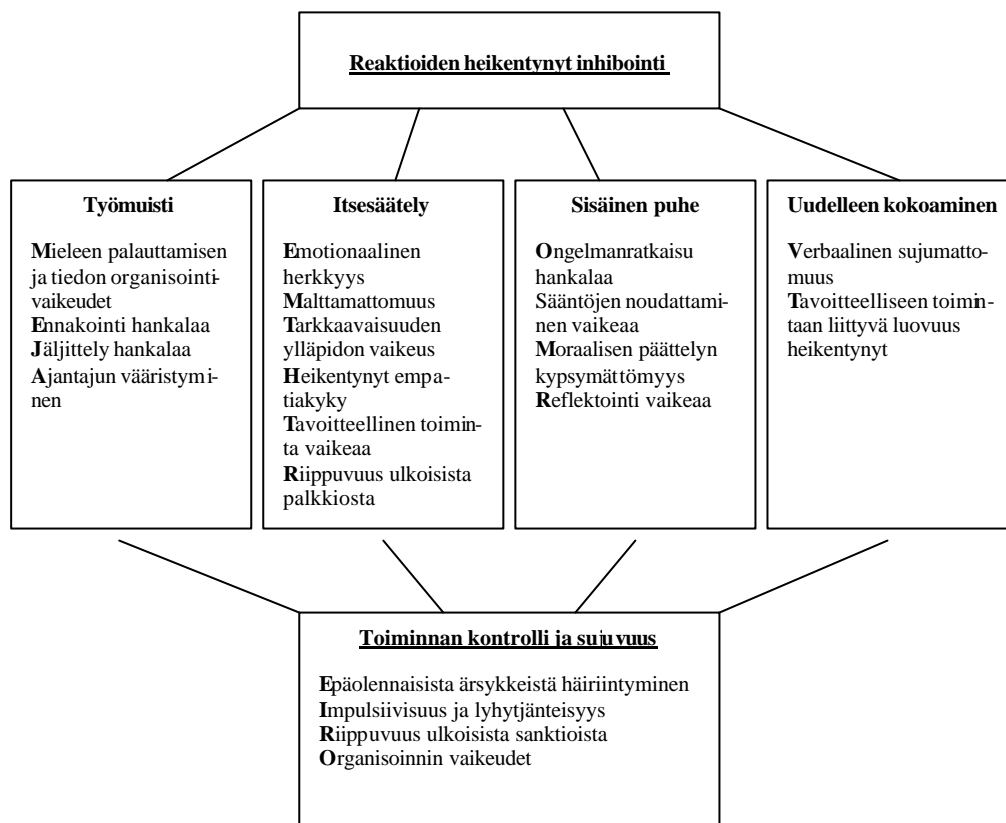 Reaktioiden heikentynyt inhibointi
Työmuisti
Mieleen palauttamisen
ja tiedon organisointi-
vaikeudet
Ennakointi hankalaa
Jäljittely hankalaa
Ajantajun vääristymi-
nen
Itsesäätely
Emotionaalinen
herkkyys
Malttamattomuus
Tarkkaavaisuuden
ylläpidon vaikeus
Heikentynyt empa-
tiakyky
Tavoitteellinen toimin-
ta vaikeaa
Riippuvuus ulkoisista
palkkiosta
Sisäinen puhe
Ongelmanratkaisu
hankalaa
Sääntöjen noudattami-
nen vaikeaa
Moraalisen päättelyn
kypsymättömyys
Reflektointi vaikeaa
Uudelleen kokoaminen
Verbaalinen sujumatto-
muus
Tavoitteelliseen toimin-
taan liittyvä luovuus
heikentynyt
Toiminnan kontrolli ja sujuvuus
Epäolennaisista ärsykkeistä häiriintyminen
Impulsiivisuus ja lyhytjänteisyys
Riippuvuus ulkoisista sanktioista
Organisoinnin vaikeudet